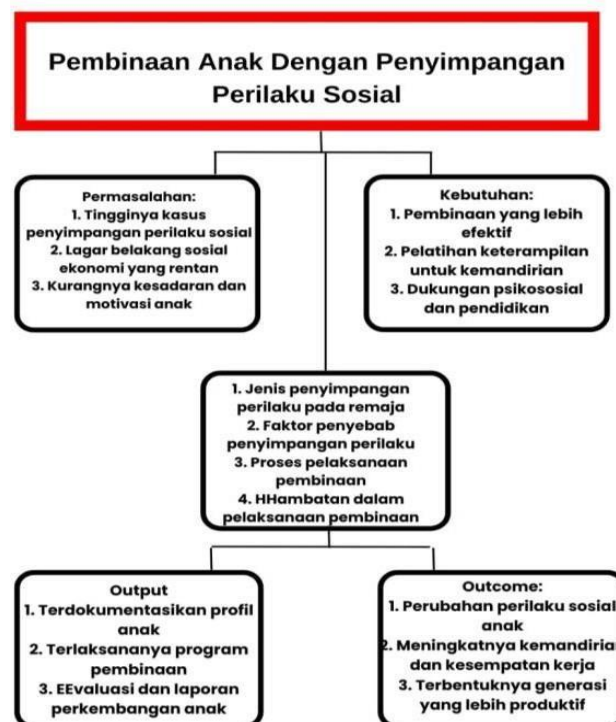 Pembinaan Anak Dengan Penyimpangan
Perilaku Sosial
Permasalahan:
1. Tingginya kasus
penyimpangan perilaku sosial
2. Lagar belakang sosial
ekonomi yang rentan
3. Kurangnya kesadaran dan
motivasi anak
Kebutuhan:
1. Pembinaan yang lebih
efektif
2. Pelatihan keterampilan
untuk kemandirian
3. Dukungan psikososial
dan pendidikan
1. Jenis penyimpangan
perilaku pada remaja
2. Faktor penyebab
penyimpangan perilaku
3. Proses pelaksanaan
pembinaan
4. HHambatan dalam
pelaksanaan pembinaan
Output
1. Terdokumentasikan profil
anak
2. Terlaksananya program
pembinaan
3. EEvaluasi dan laporan
perkembangan anak
Outcome:
1. Perubahan perilaku sosial
anak
2. Meningkatnya kemandirian
dan kesempatan kerja
3. Terbentuknya generasi
yang lebih produktif